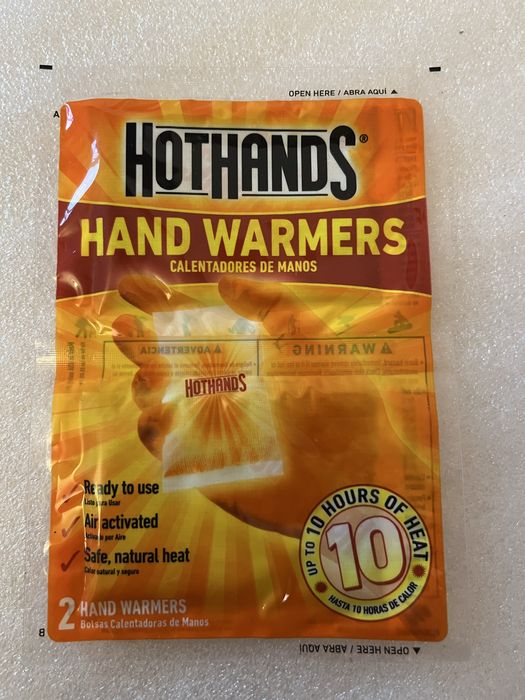 OPEN HERE / ABRA AQUÍ ▲
A
HOTHANDS®
HAND WARMERS
CALENTADORES DE MANOS
⚠ ADVERTENCIA
⚠ WARNING
HOTHANDS
Ready to use
Listo para Usar
Air activated
Activado por Aire
Safe, natural heat
Calor natural y seguro
UP TO 10 HOURS OF HEAT
10
HASTA 10 HORAS DE CALOR
2 HAND WARMERS
Bolsas Calentadoras de Manos
B
OPEN HERE / ABRA AQUÍ ▲